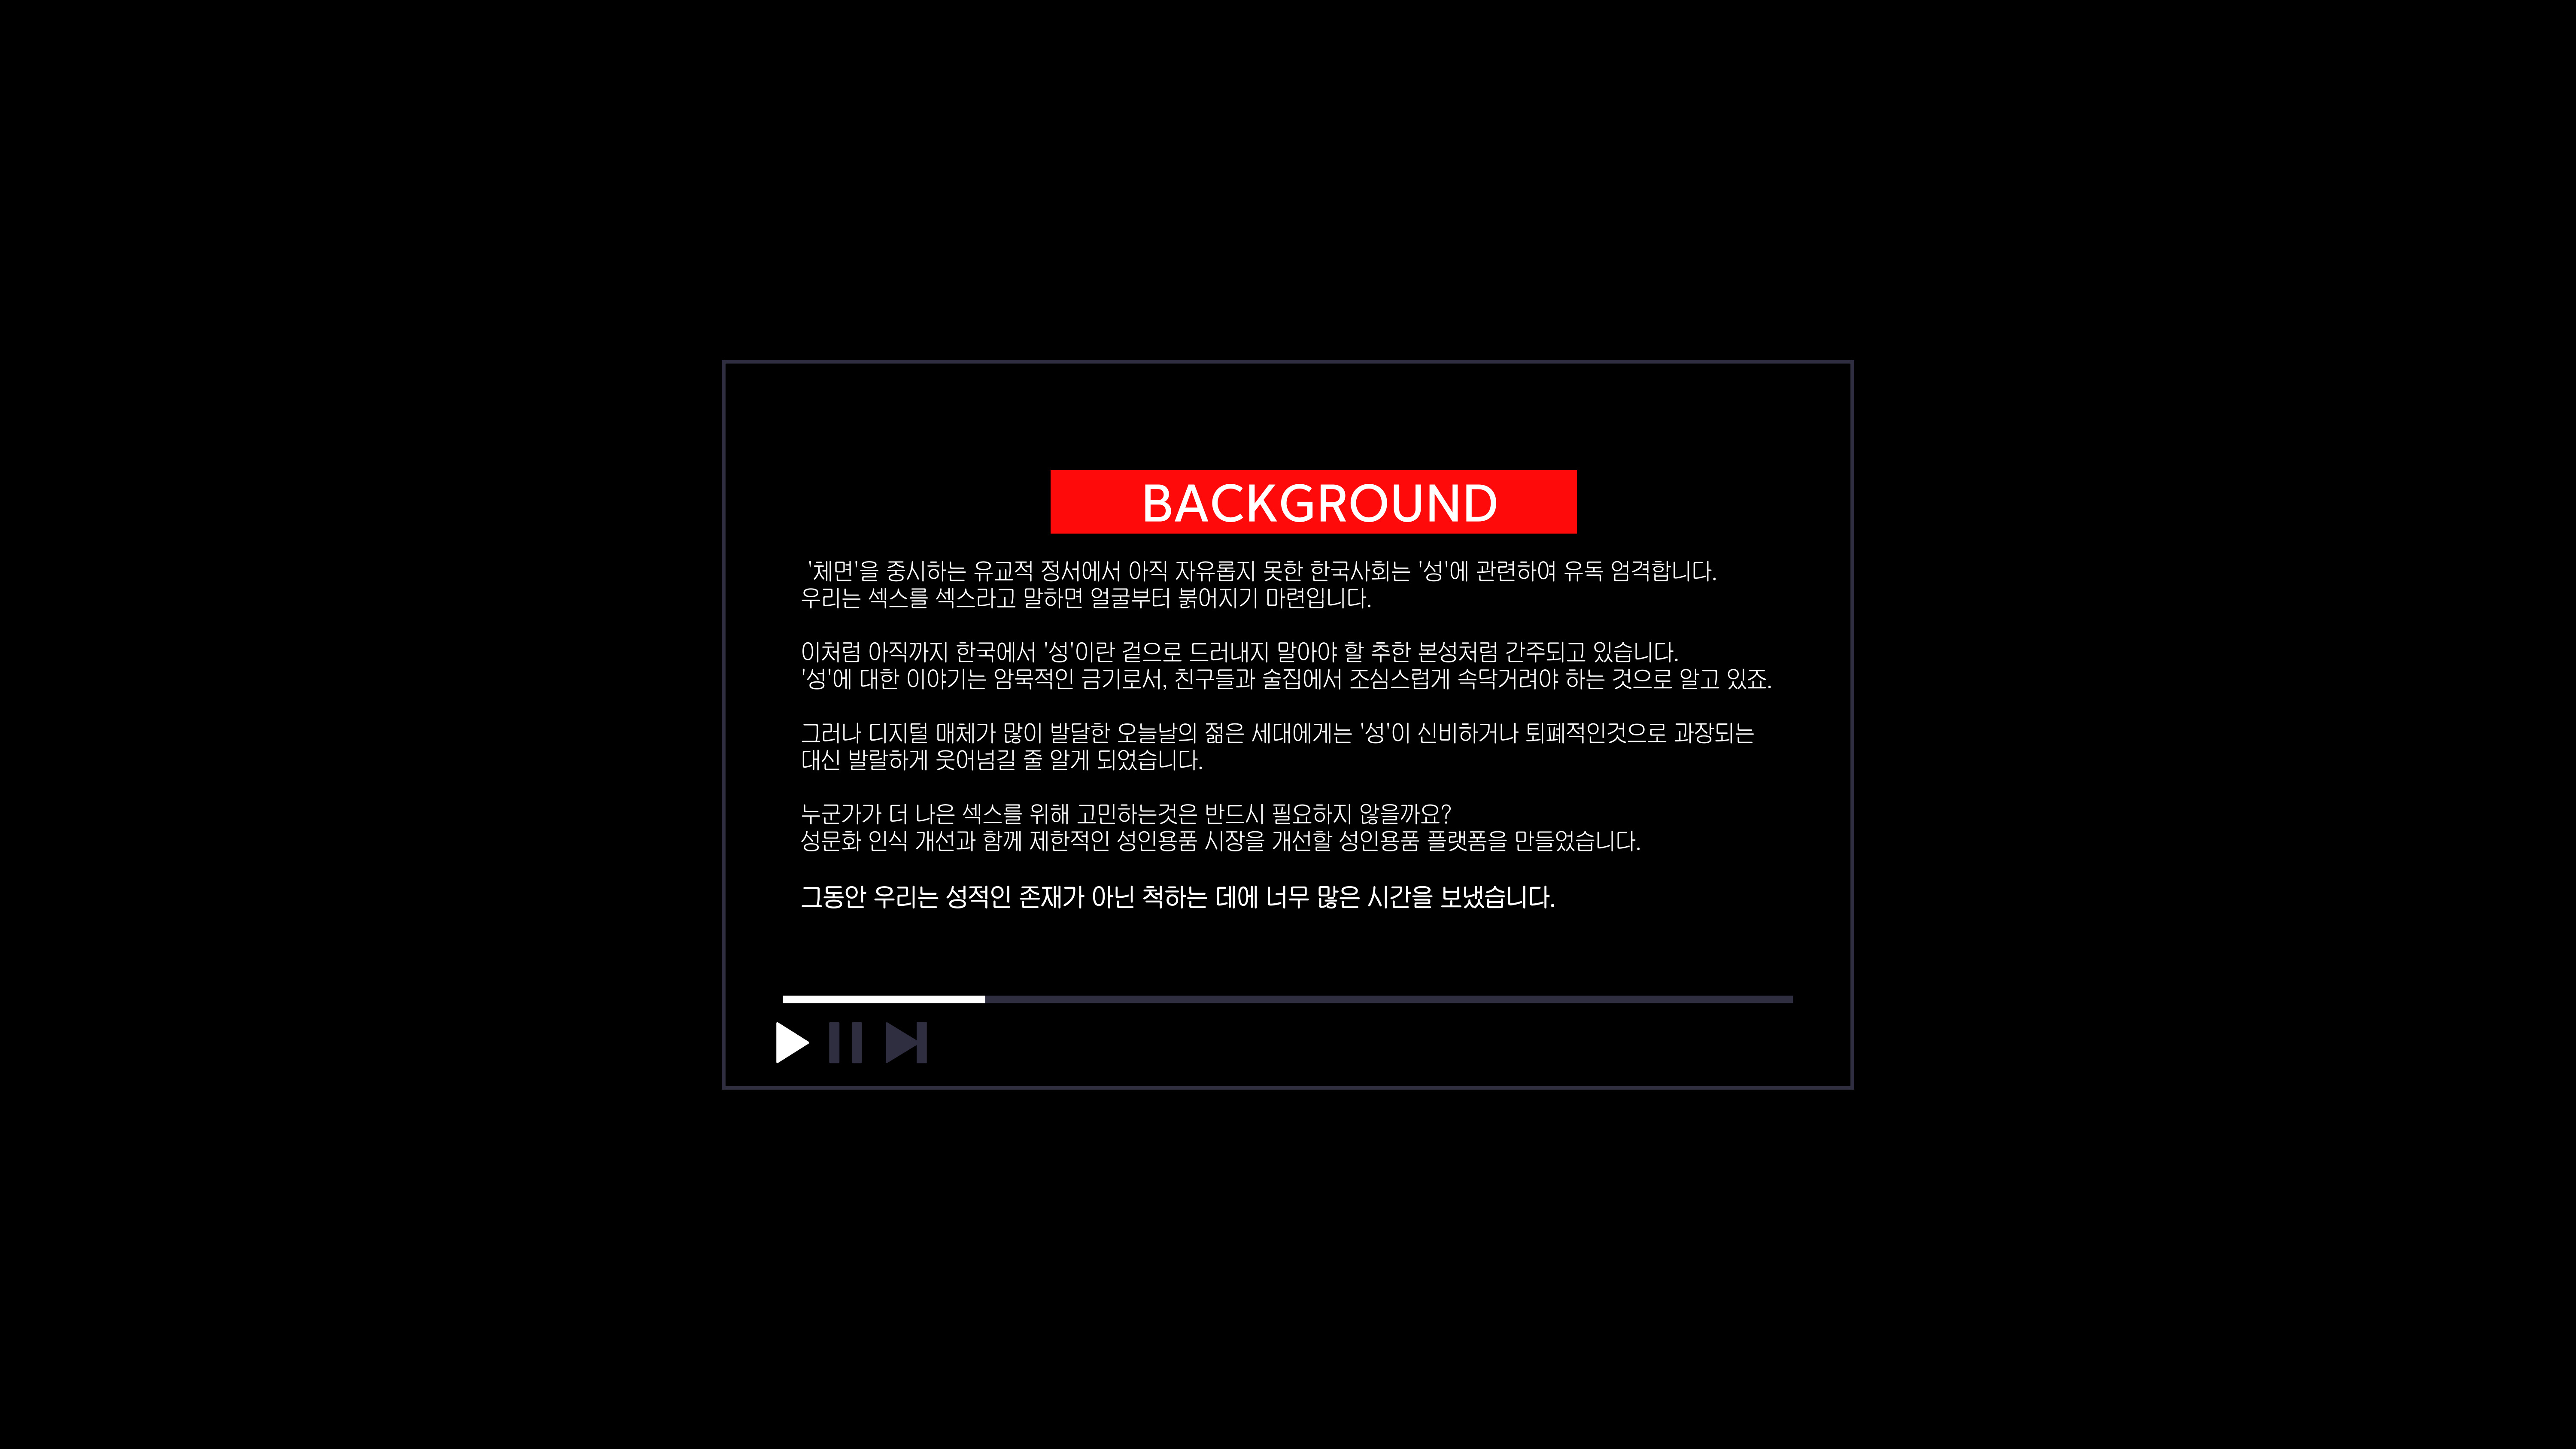 BACKGROUND
'체면'을 중시하는 유교적 정서에서 아직 자유롭지 못한 한국사회는 '성'에 관련하여 유독 엄격합니다.
우리는 섹스를 섹스라고 말하면 얼굴부터 붉어지기 마련입니다.
이처럼 아직까지 한국에서 '성'이란 겉으로 드러내지 말아야 할 추한 본성처럼 간주되고 있습니다.
'성'에 대한 이야기는 암묵적인 금기로서, 친구들과 술집에서 조심스럽게 속닥거려야 하는 것으로 알고 있죠.
그러나 디지털 매체가 많이 발달한 오늘날의 젊은 세대에게는 '성'이 신비하거나 퇴폐적인것으로 과장되는
대신 발랄하게 웃어넘길 줄 알게 되었습니다.
누군가가 더 나은 섹스를 위해 고민하는것은 반드시 필요하지 않을까요?
성문화 인식 개선과 함께 제한적인 성인용품 시장을 개선할 성인용품 플랫폼을 만들었습니다.
그동안 우리는 성적인 존재가 아닌 척하는 데에 너무 많은 시간을 보냈습니다.